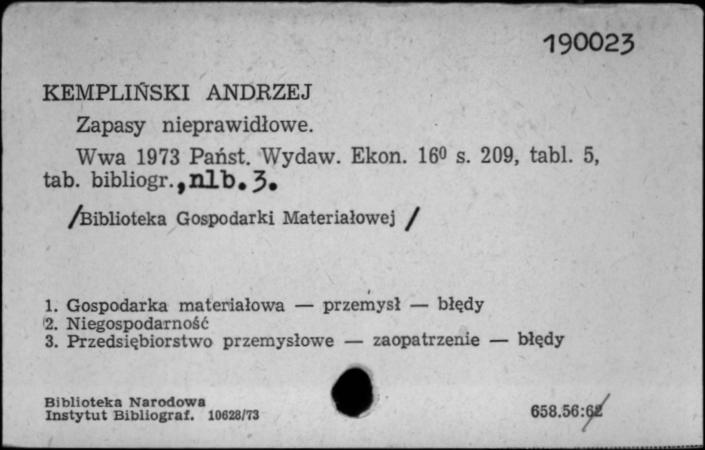 190023
KEMPLIŃSKI ANDRZEJ
Zapasy nieprawidłowe.
Wwa 1973 Państ. Wydaw. Ekon. 16⁰ s. 209, tabl. 5,
tab. bibliogr., nlb. 3.
/Biblioteka Gospodarki Materiałowej /
1. Gospodarka materiałowa — przemysł — błędy
2. Niegospodarność
3. Przedsiębiorstwo przemysłowe — zaopatrzenie — błędy
Biblioteka Narodowa
Instytut Bibliograf. 10628/73
658.56:62